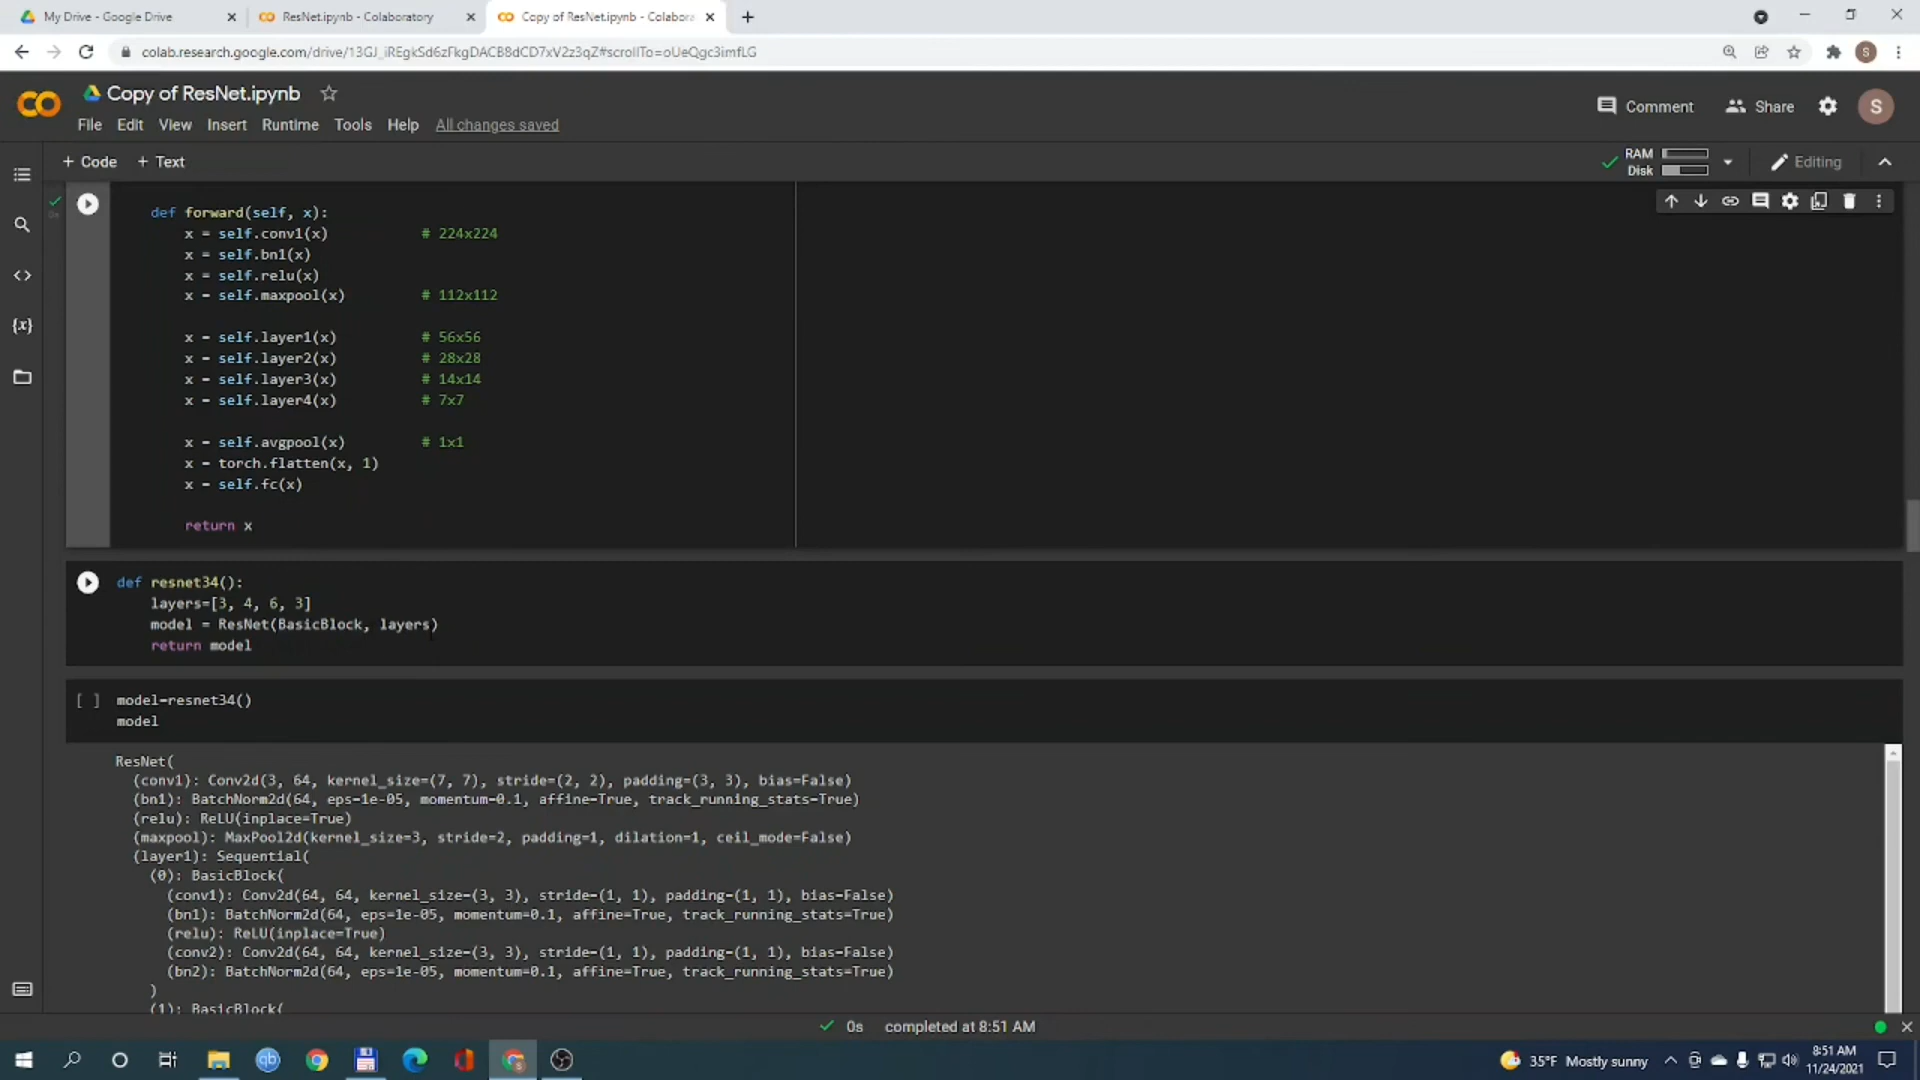 My Drive - Google Drive
ResNet.ipynb - Colaboratory
Copy of ResNet.ipynb - Colabora
colab.research.google.com/drive/13GJ_iREgkSd6zFkgDACB8dCD7xV2z3qZ#scrollTo=oUeQgc3imfLG
S
CO
Copy of ResNet.ipynb
Comment
Share
S
File Edit View Insert Runtime Tools Help All changes saved
+ Code + Text
RAM
Disk
Editing
def forward(self, x):
x = self.conv1(x) # 224x224
x = self.bn1(x)
x = self.relu(x)
x = self.maxpool(x) # 112x112
x = self.layer1(x) # 56x56
x = self.layer2(x) # 28x28
x = self.layer3(x) # 14x14
x = self.layer4(x) # 7x7
x = self.avgpool(x) # 1x1
x = torch.flatten(x, 1)
x = self.fc(x)
return x
def resnet34():
layers=[3, 4, 6, 3]
model = ResNet(BasicBlock, layers)
return model
[ ] model=resnet34()
model
ResNet(
(conv1): Conv2d(3, 64, kernel_size=(7, 7), stride=(2, 2), padding=(3, 3), bias=False)
(bn1): BatchNorm2d(64, eps=1e-05, momentum=0.1, affine=True, track_running_stats=True)
(relu): ReLU(inplace=True)
(maxpool): MaxPool2d(kernel_size=3, stride=2, padding=1, dilation=1, ceil_mode=False)
(layer1): Sequential(
(0): BasicBlock(
(conv1): Conv2d(64, 64, kernel_size=(3, 3), stride=(1, 1), padding=(1, 1), bias=False)
(bn1): BatchNorm2d(64, eps=1e-05, momentum=0.1, affine=True, track_running_stats=True)
(relu): ReLU(inplace=True)
(conv2): Conv2d(64, 64, kernel_size=(3, 3), stride=(1, 1), padding=(1, 1), bias=False)
(bn2): BatchNorm2d(64, eps=1e-05, momentum=0.1, affine=True, track_running_stats=True)
)
(1): BasicBlock(
0s completed at 8:51 AM
35°F Mostly sunny
8:51 AM
11/24/2021